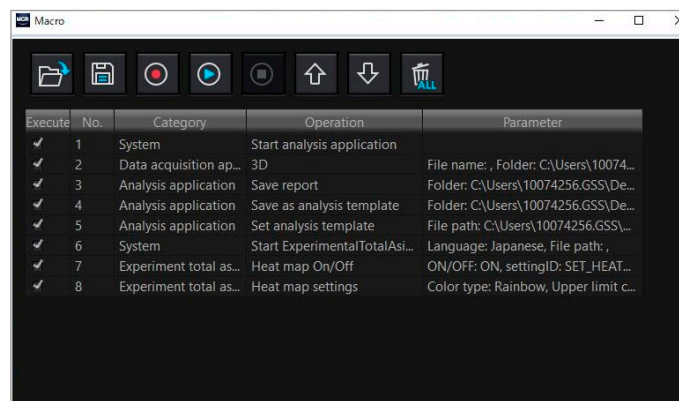 MCR Macro
ALL
Execute No. Category Operation Parameter
1 System Start analysis application
2 Data acquisition ap... 3D File name: , Folder: C:\Users\10074...
3 Analysis application Save report Folder: C:\Users\10074256.GSS\De...
4 Analysis application Save as analysis template Folder: C:\Users\10074256.GSS\De...
5 Analysis application Set analysis template File path: C:\Users\10074256.GSS\...
6 System Start ExperimentalTotalAsi... Language: Japanese, File path: ,
7 Experiment total as... Heat map On/Off ON/OFF: ON, settingID: SET_HEAT...
8 Experiment total as... Heat map settings Color type: Rainbow, Upper limit c...